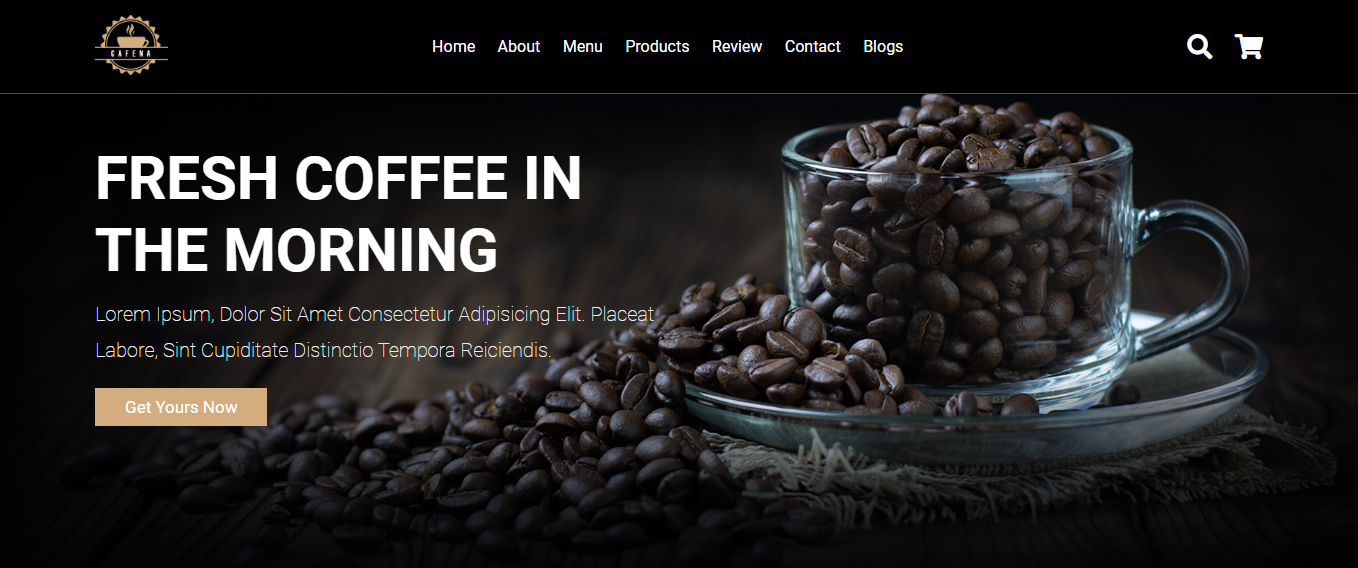 CAFENA
Home About Menu Products Review Contact Blogs
FRESH COFFEE IN
THE MORNING
Lorem Ipsum, Dolor Sit Amet Consectetur Adipisicing Elit. Placeat
Labore, Sint Cupiditate Distinctio Tempora Reiciendis.
Get Yours Now